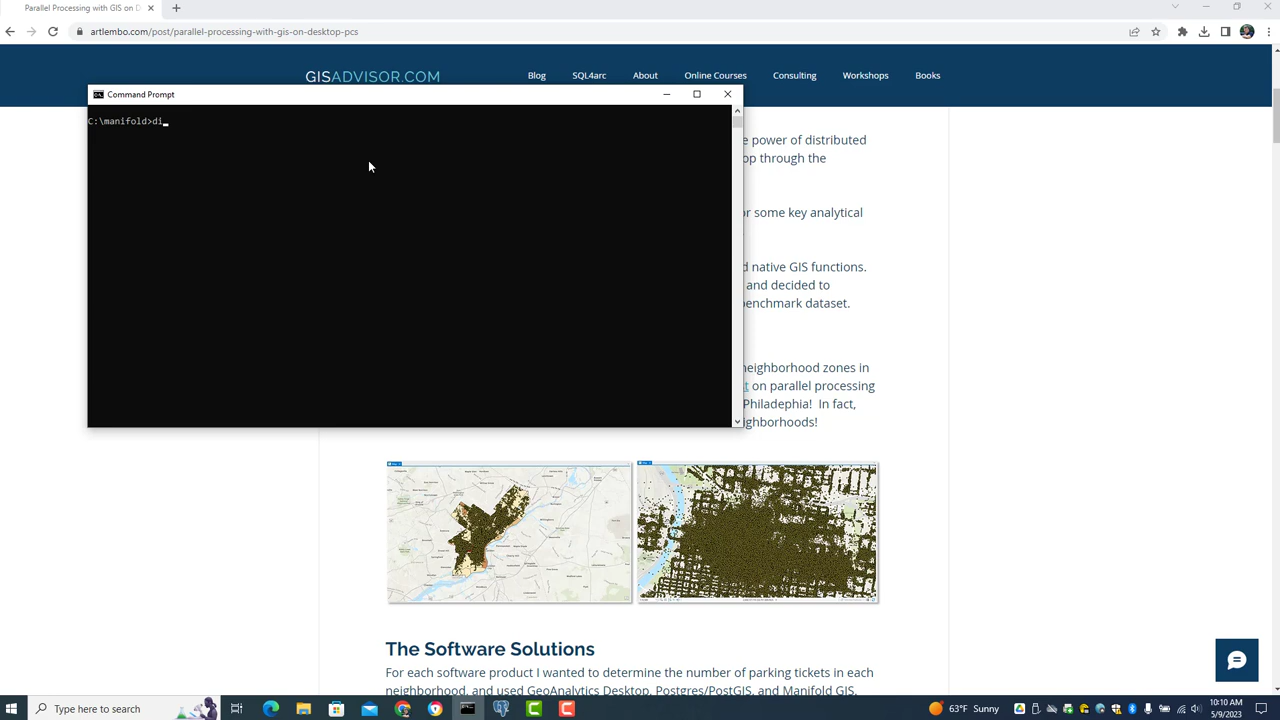 Parallel Processing with GIS on D
artlembo.com/post/parallel-processing-with-gis-on-desktop-pcs
GISADVISOR.COM
Blog
SQL4arc
About
Online Courses
Consulting
Workshops
Books
Command Prompt
C:\manifold>di_
e power of distributed
op through the
or some key analytical
d native GIS functions.
and decided to
benchmark dataset.
neighborhood zones in
t on parallel processing
Philadephia! In fact,
ighborhoods!
The Software Solutions
For each software product I wanted to determine the number of parking tickets in each
neighborhood, and used GeoAnalytics Desktop, Postgres/PostGIS, and Manifold GIS.
Type here to search
63°F Sunny
10:10 AM
5/9/2023